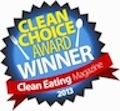 CLEAN
CHOICE
AWARD
WINNER
Clean Eating Magazine
2013